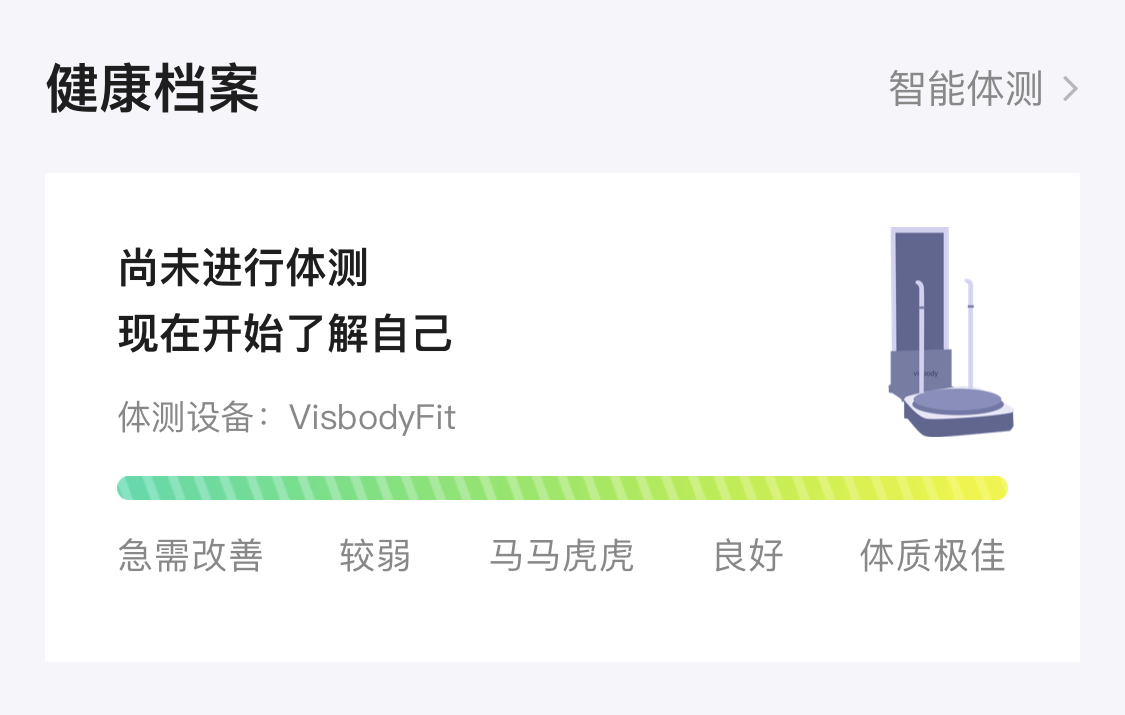 健康档案
智能体测
尚未进行体测
现在开始了解自己
体测设备：VisbodyFit
visbody
急需改善 较弱 马马虎虎 良好 体质极佳